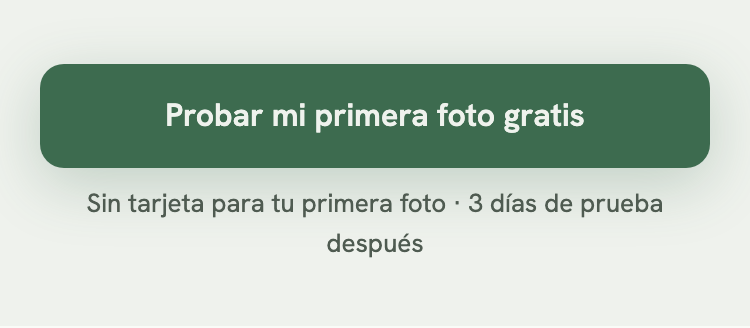 Probar mi primera foto gratis
Sin tarjeta para tu primera foto · 3 días de prueba
después